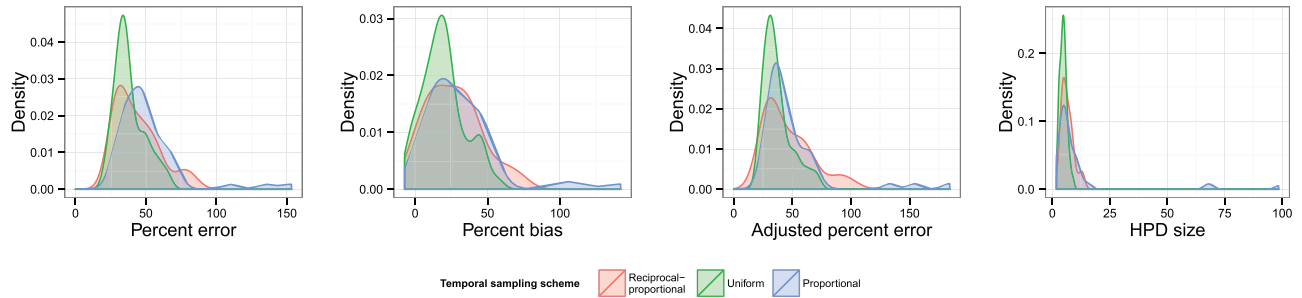 Density
0.04
0.03
0.02
0.01
0.00
0
50
100
150
Percent error
Density
0.03
0.02
0.01
0.00
0
50
100
Percent bias
Density
0.04
0.03
0.02
0.01
0.00
0
50
100
150
Adjusted percent error
Density
0.2
0.1
0.0
0
25
50
75
100
HPD size
Temporal sampling scheme
Reciprocal−
proportional
Uniform
Proportional